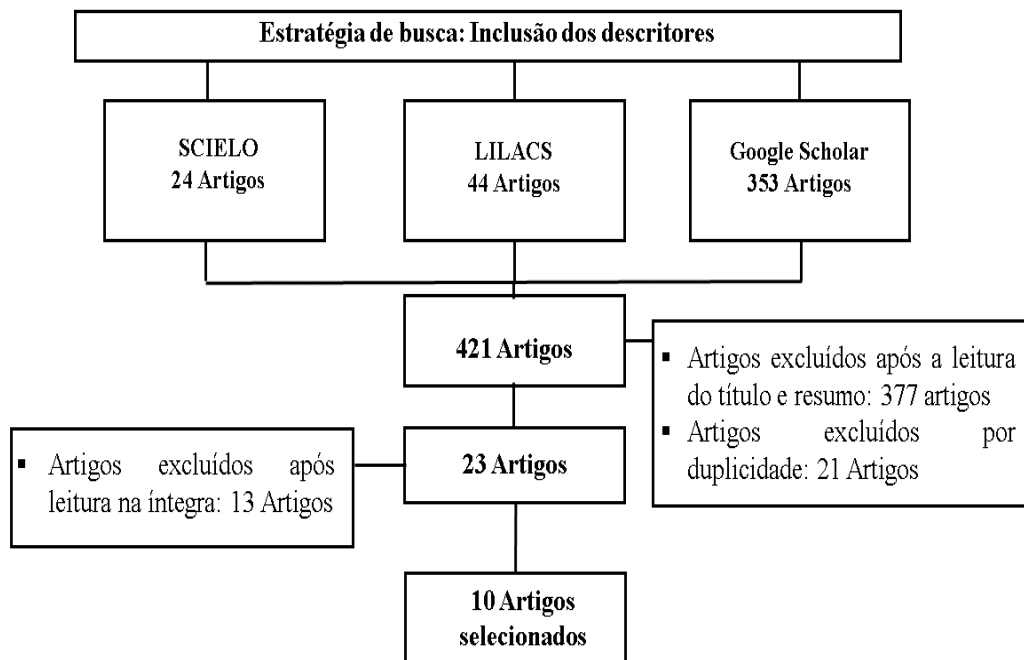 Estratégia de busca: Inclusão dos descritores
SCIELO
24 Artigos
LILACS
44 Artigos
Google Scholar
353 Artigos
421 Artigos
▪ Artigos excluídos após a leitura
do título e resumo: 377 artigos
▪ Artigos excluídos por
duplicidade: 21 Artigos
23 Artigos
▪ Artigos excluídos após
leitura na íntegra: 13 Artigos
10 Artigos
selecionados